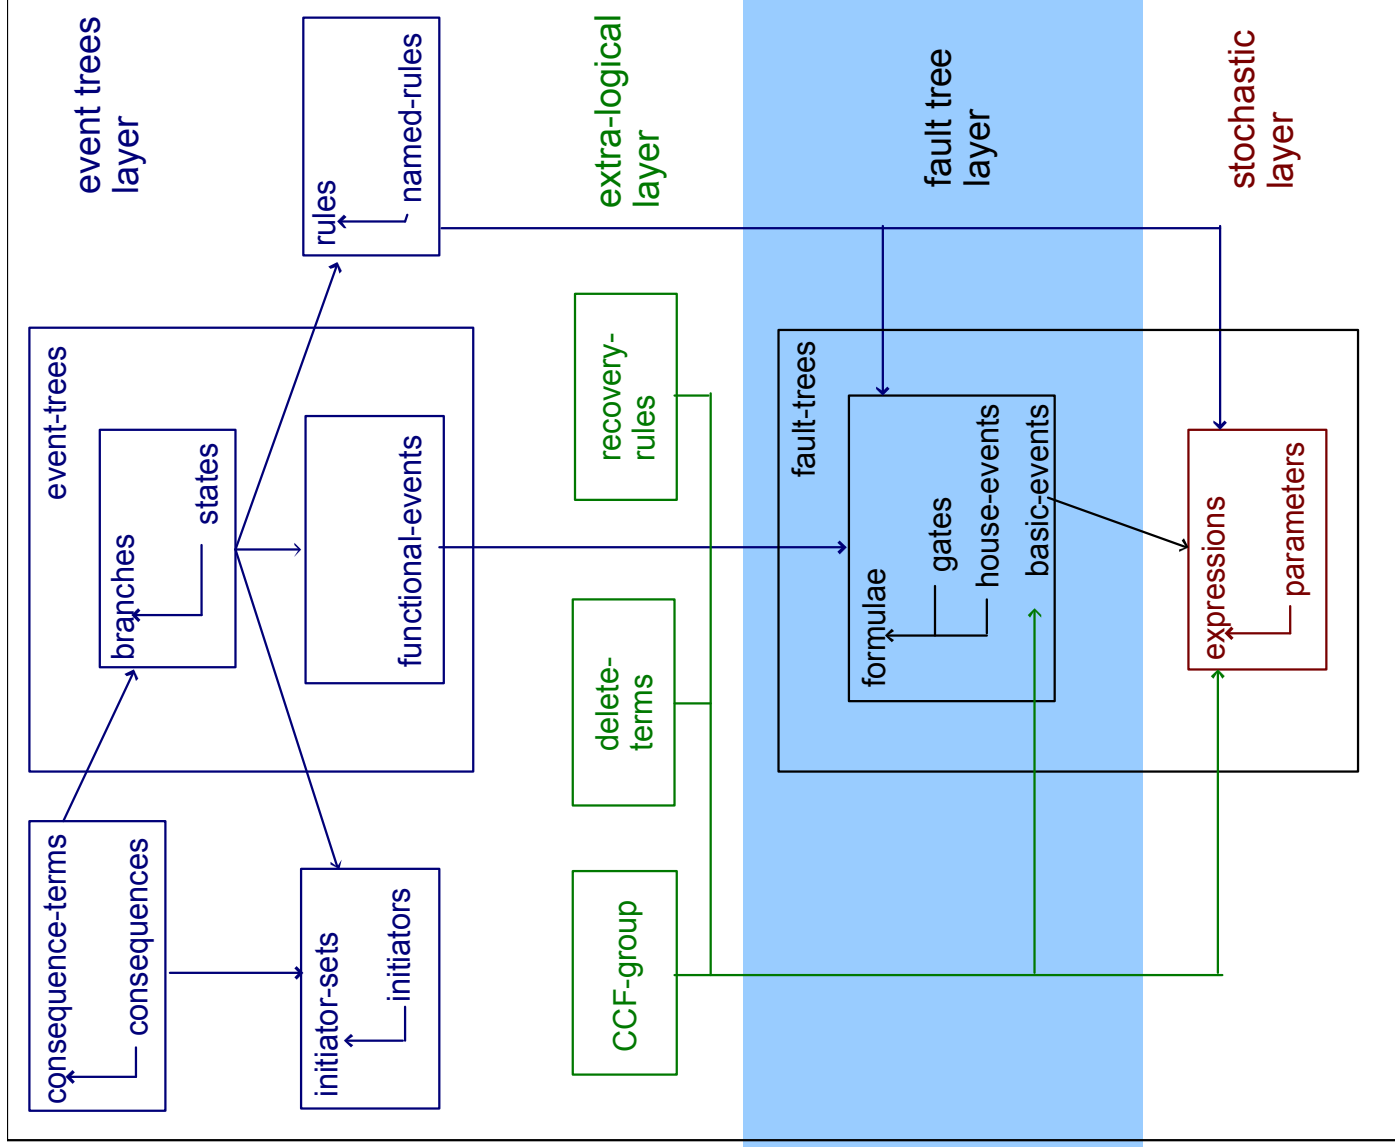 consequence-terms
consequences
initiator-sets
initiators
event-trees
branches
states
functional-events
rules
named-rules
event trees
layer
CCF-group
delete-
terms
recovery-
rules
extra-logical
layer
fault-trees
formulae
gates
house-events
basic-events
fault tree
layer
expressions
parameters
stochastic
layer